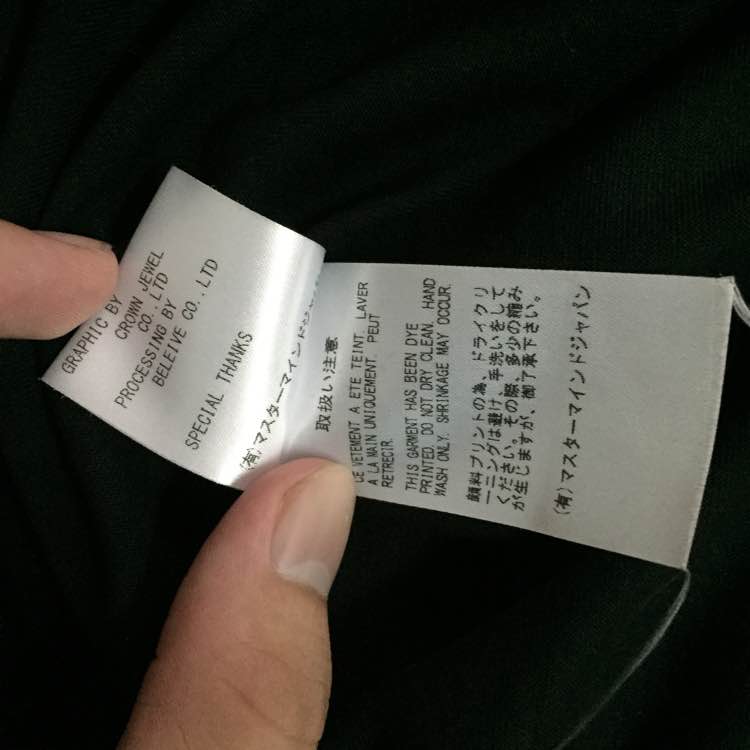 GRAPHIC BY
CROWN JEWEL
CO.,LTD
PROCESSING BY
BELEIVE CO.,LTD
SPECIAL THANKS
(有)マスターマインドジャパン
取扱い注意
CE VETEMENT A ETE TEINT. LAVER
A LA MAIN UNIQUEMENT. PEUT
RETRECIR.
THIS GARMENT HAS BEEN DYE
PRINTED. DO NOT DRY CLEAN. HAND
WASH ONLY. SHRINKAGE MAY OCCUR.
顔料プリントの為、ドライクリ
ーニングは避け、手洗いをして
ください。その際、多少の縮み
が生じますが、御了承下さい。
(有)マスターマインドジャパン